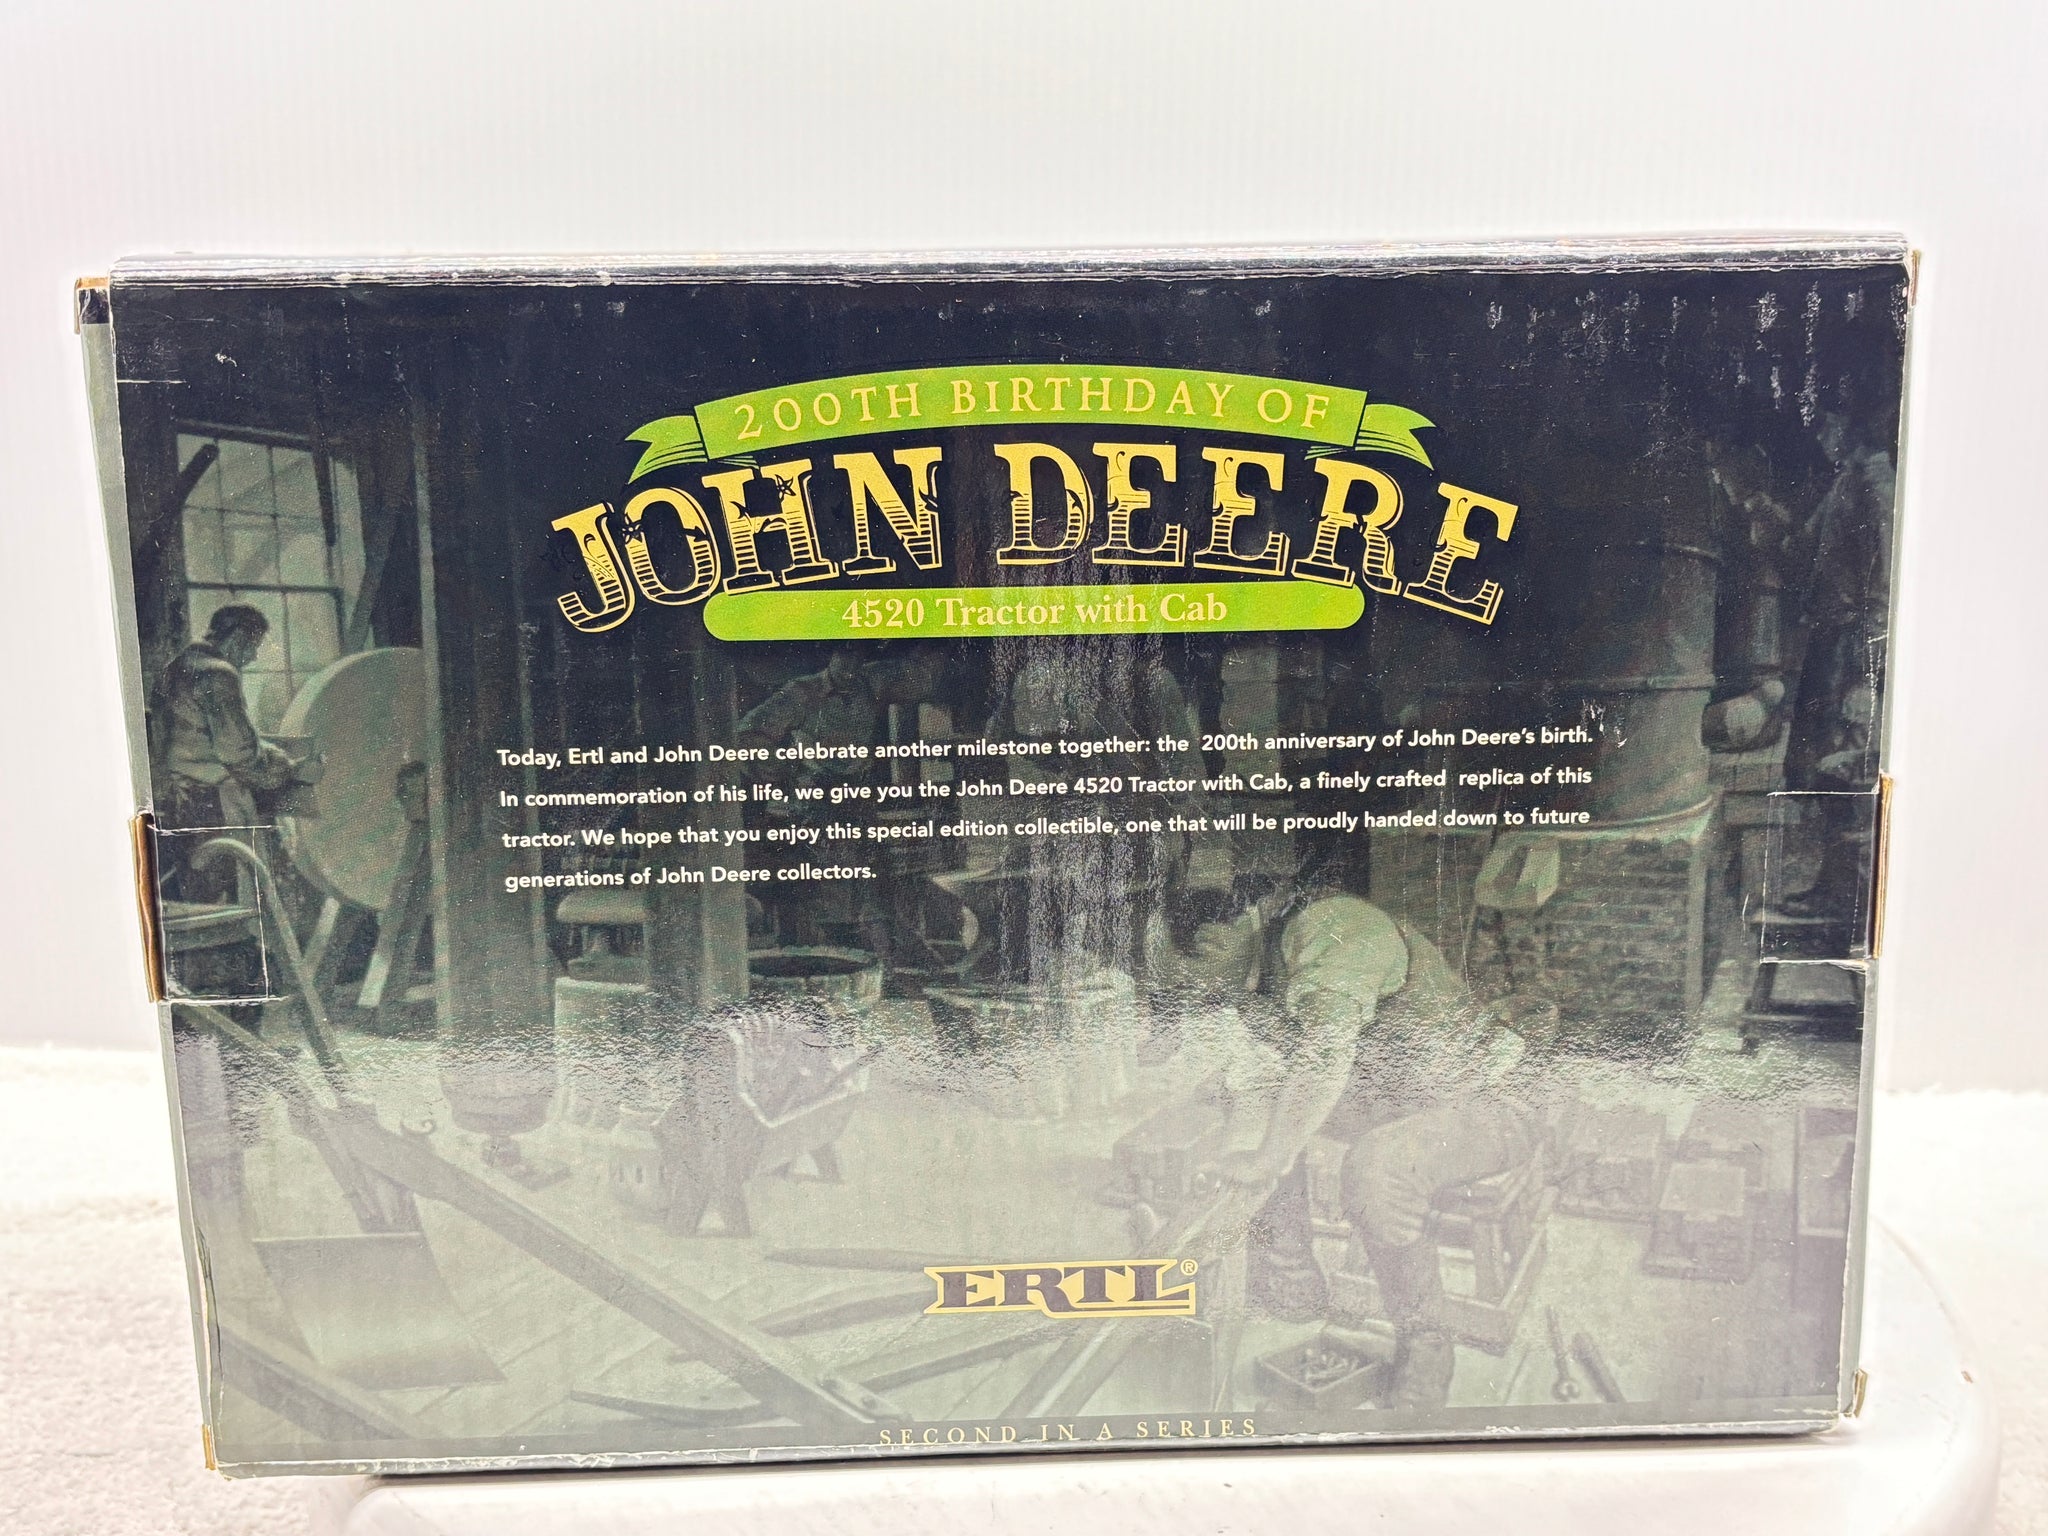 200TH BIRTHDAY OF
JOHN DEERE
4520 Tractor with Cab
Today, Ertl and John Deere celebrate another milestone together: the 200th anniversary of John Deere's birth.
In commemoration of his life, we give you the John Deere 4520 Tractor with Cab, a finely crafted replica of this
tractor. We hope that you enjoy this special edition collectible, one that will be proudly handed down to future
generations of John Deere collectors.
ERTL®
SECOND IN A SERIES